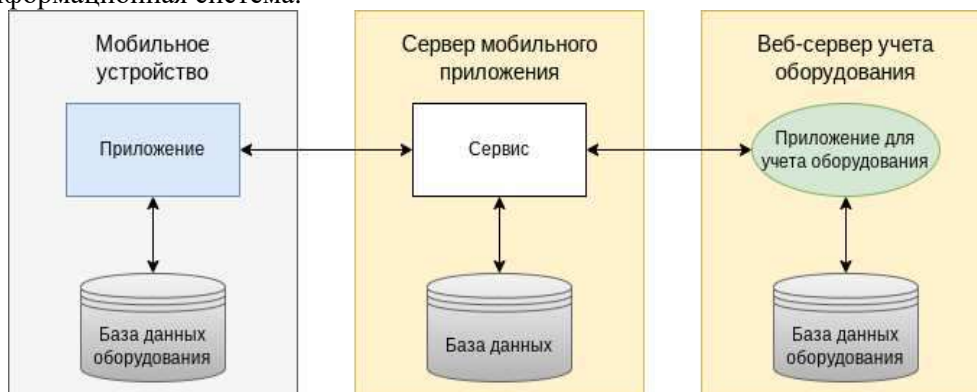 Мобильное
устройство
Сервер мобильного
приложения
Веб-сервер учета
оборудования
Приложение
Сервис
Приложение для
учета оборудования
База данных
оборудования
База данных
База данных
оборудования